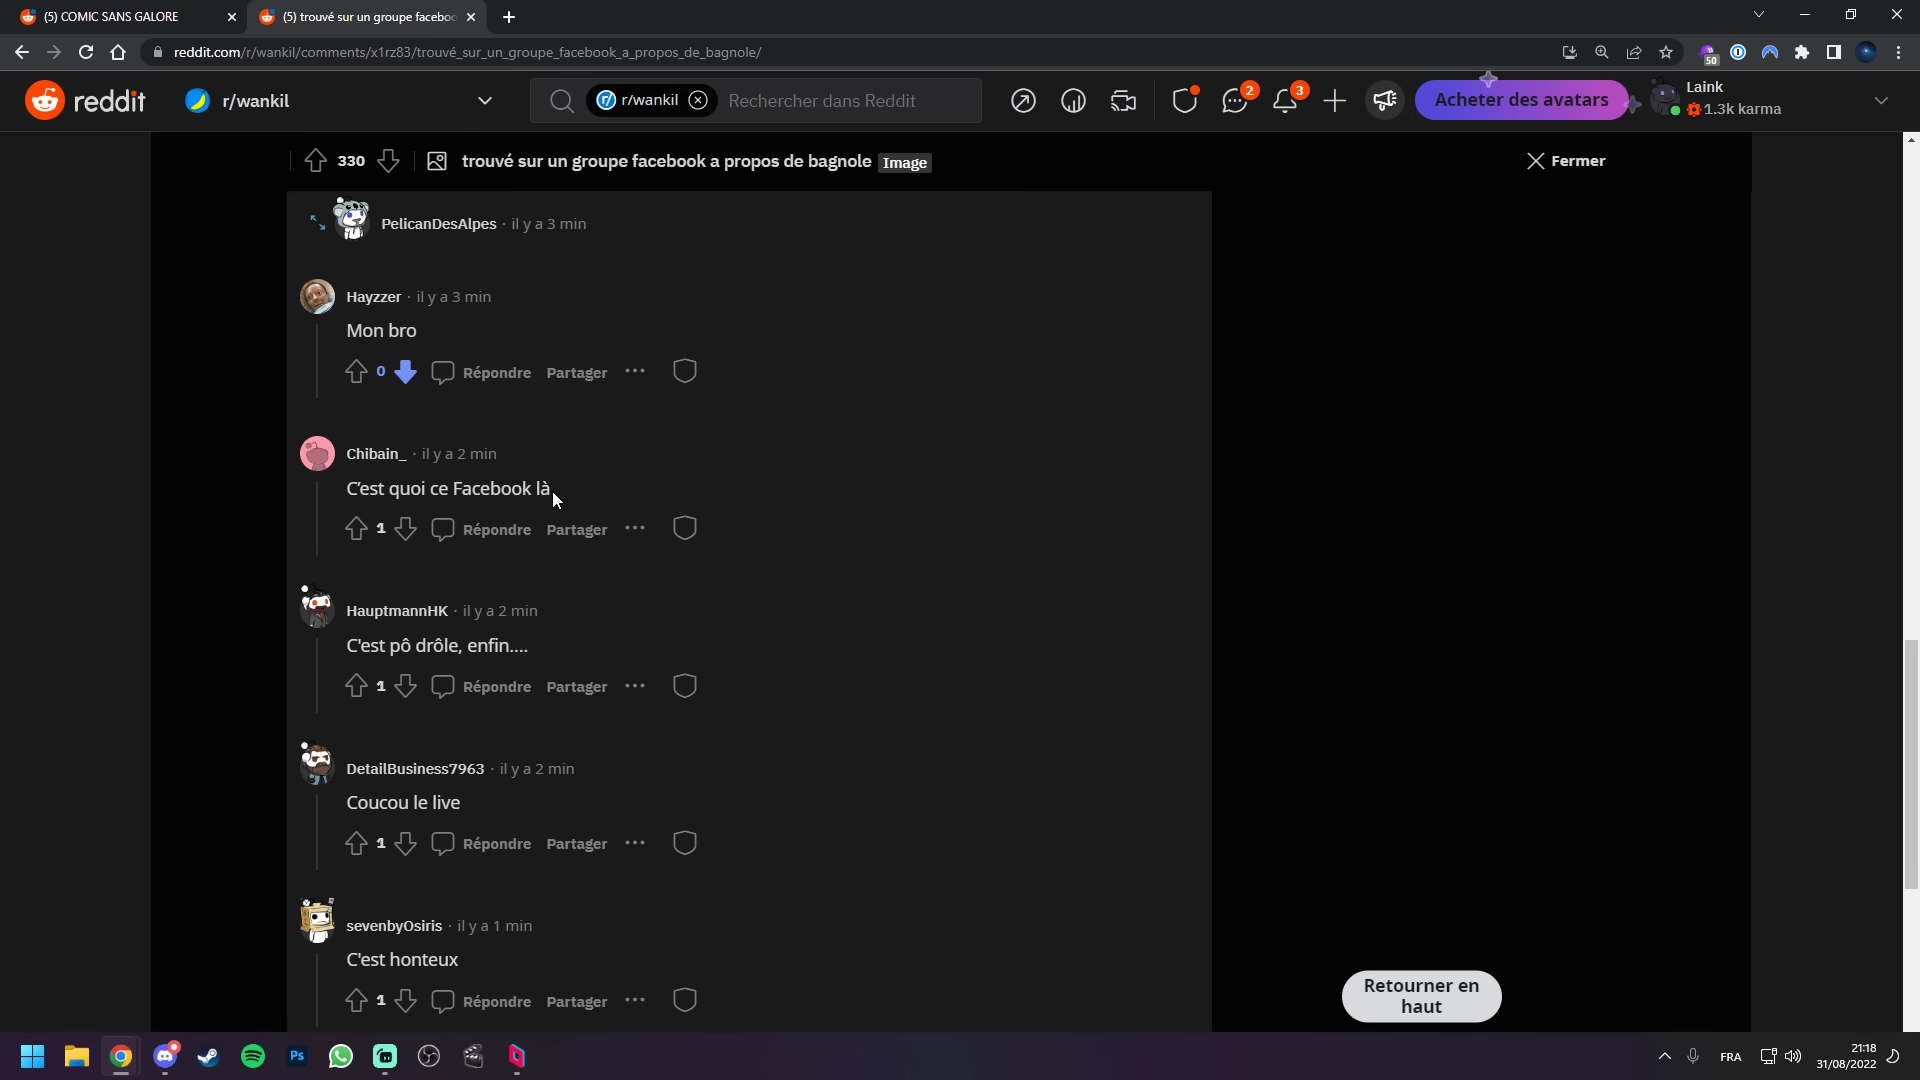 (5) COMIC SANS GALORE
(5) trouvé sur un groupe faceboo
reddit.com/r/wankil/comments/x1rz83/trouvé_sur_un_groupe_facebook_a_propos_de_bagnole/
50
reddit
r/wankil
r/wankil
Rechercher dans Reddit
2
3
Acheter des avatars
Laink
1.3k karma
330
trouvé sur un groupe facebook a propos de bagnole Image
Fermer
PelicanDesAlpes · il y a 3 min
Hayzzer · il y a 3 min
Mon bro
0 Répondre Partager ···
Chibain_ · il y a 2 min
C'est quoi ce Facebook là
1 Répondre Partager ···
HauptmannHK · il y a 2 min
C'est pô drôle, enfin....
1 Répondre Partager ···
DetailBusiness7963 · il y a 2 min
Coucou le live
1 Répondre Partager ···
sevenbyOsiris · il y a 1 min
C'est honteux
1 Répondre Partager ···
Retourner en
haut
Ps
FRA
21:18
31/08/2022